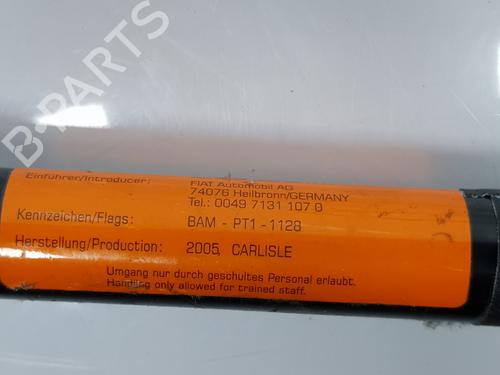 B-PARTS
Einführer/Introducer: FIAT Automobil AG
74076 Heilbronn/GERMANY
Tel.: 0049 7131 107 0
Kennzeichen/Flags: BAM - PT1 - 1128
Herstellung/Production: 2005 CARLISLE
Umgang nur durch geschultes Personal erlaubt.
Handling only allowed for trained staff.